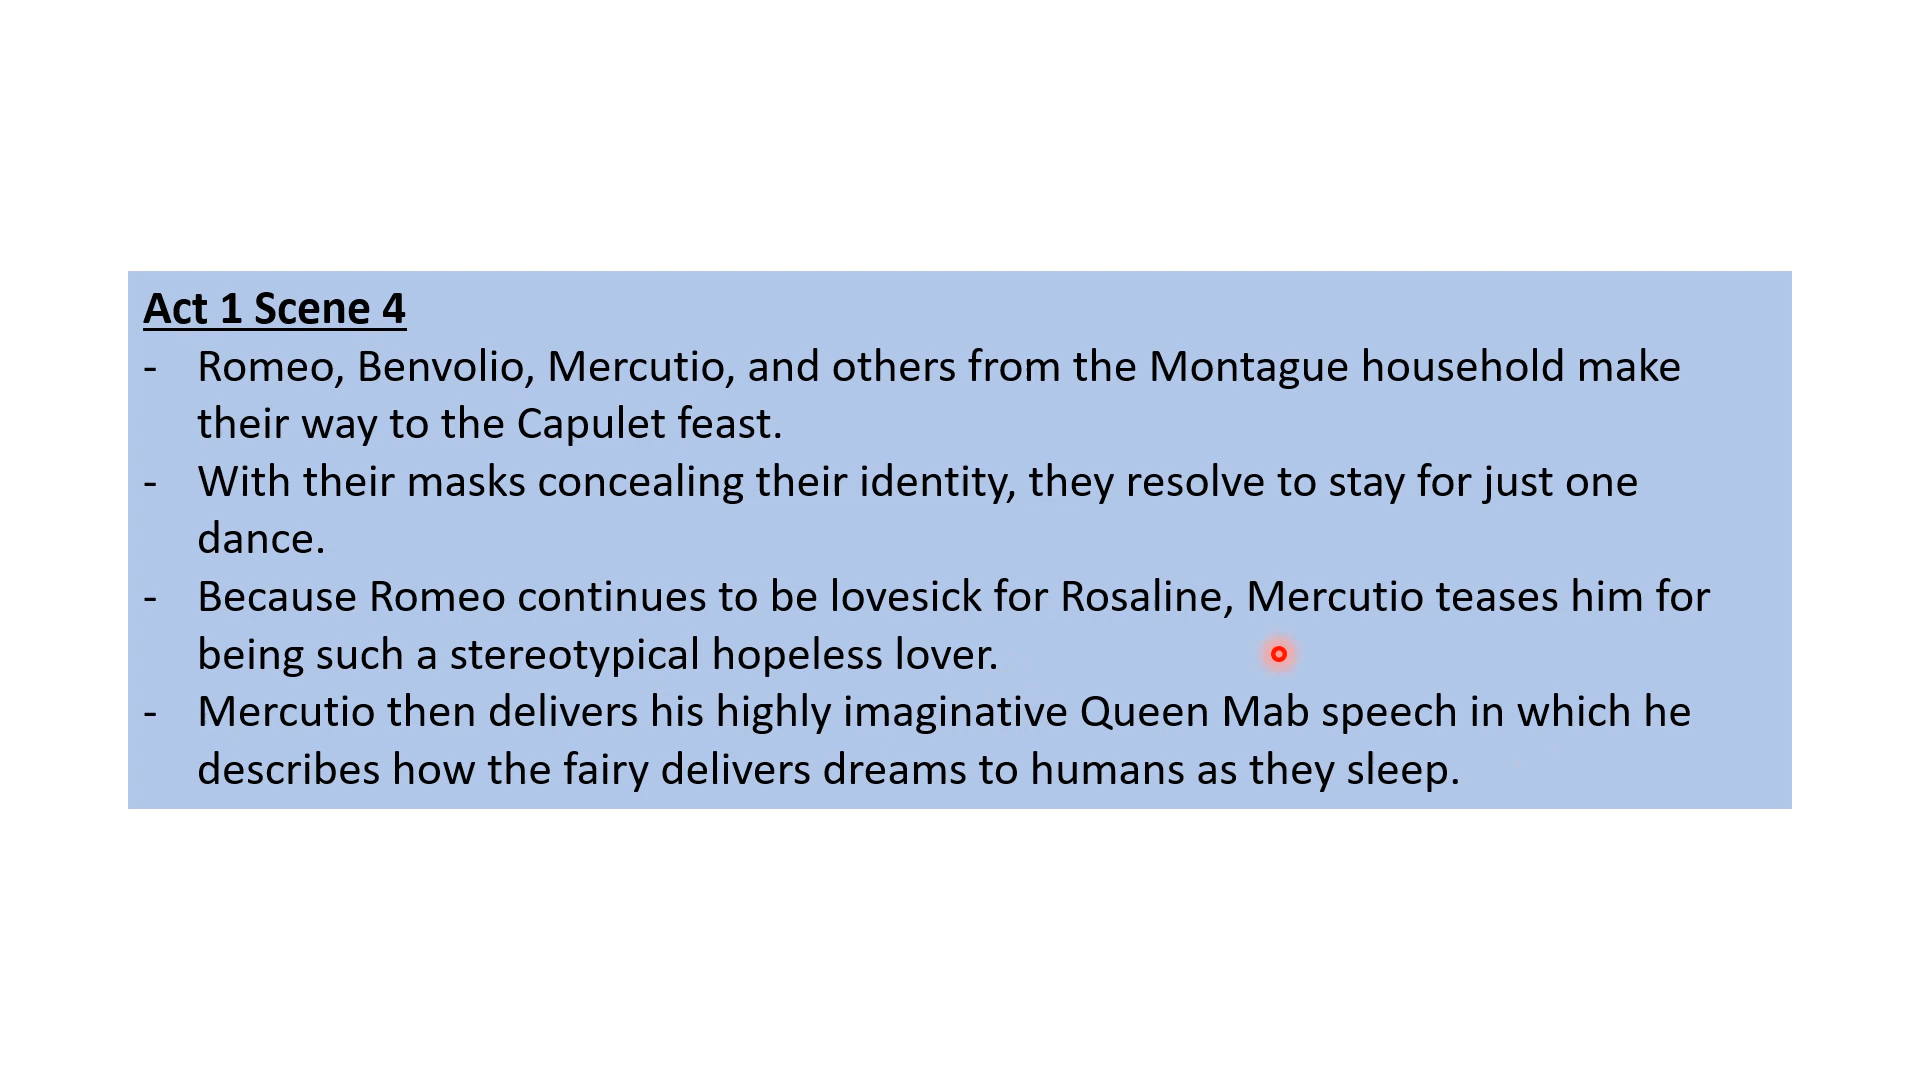 Act 1 Scene 4
- Romeo, Benvolio, Mercutio, and others from the Montague household make
their way to the Capulet feast.
- With their masks concealing their identity, they resolve to stay for just one
dance.
- Because Romeo continues to be lovesick for Rosaline, Mercutio teases him for
being such a stereotypical hopeless lover.
- Mercutio then delivers his highly imaginative Queen Mab speech in which he
describes how the fairy delivers dreams to humans as they sleep.